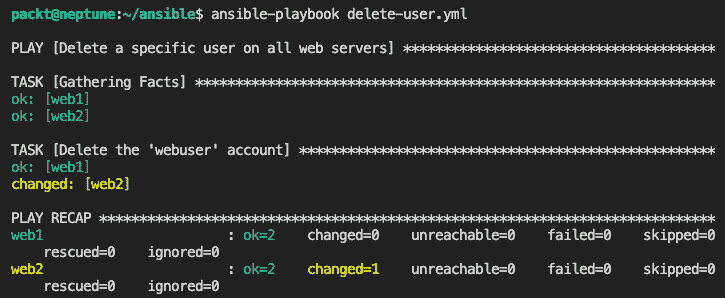 packt@neptune:~/ansible$ ansible-playbook delete-user.yml
PLAY [Delete a specific user on all web servers] ***************************************
TASK [Gathering Facts] *****************************************************************
ok: [web1]
ok: [web2]
TASK [Delete the 'webuser' account] ****************************************************
ok: [web1]
changed: [web2]
PLAY RECAP *****************************************************************************
web1                       : ok=2    changed=0    unreachable=0    failed=0    skipped=0
    rescued=0    ignored=0
web2                       : ok=2    changed=1    unreachable=0    failed=0    skipped=0
    rescued=0    ignored=0